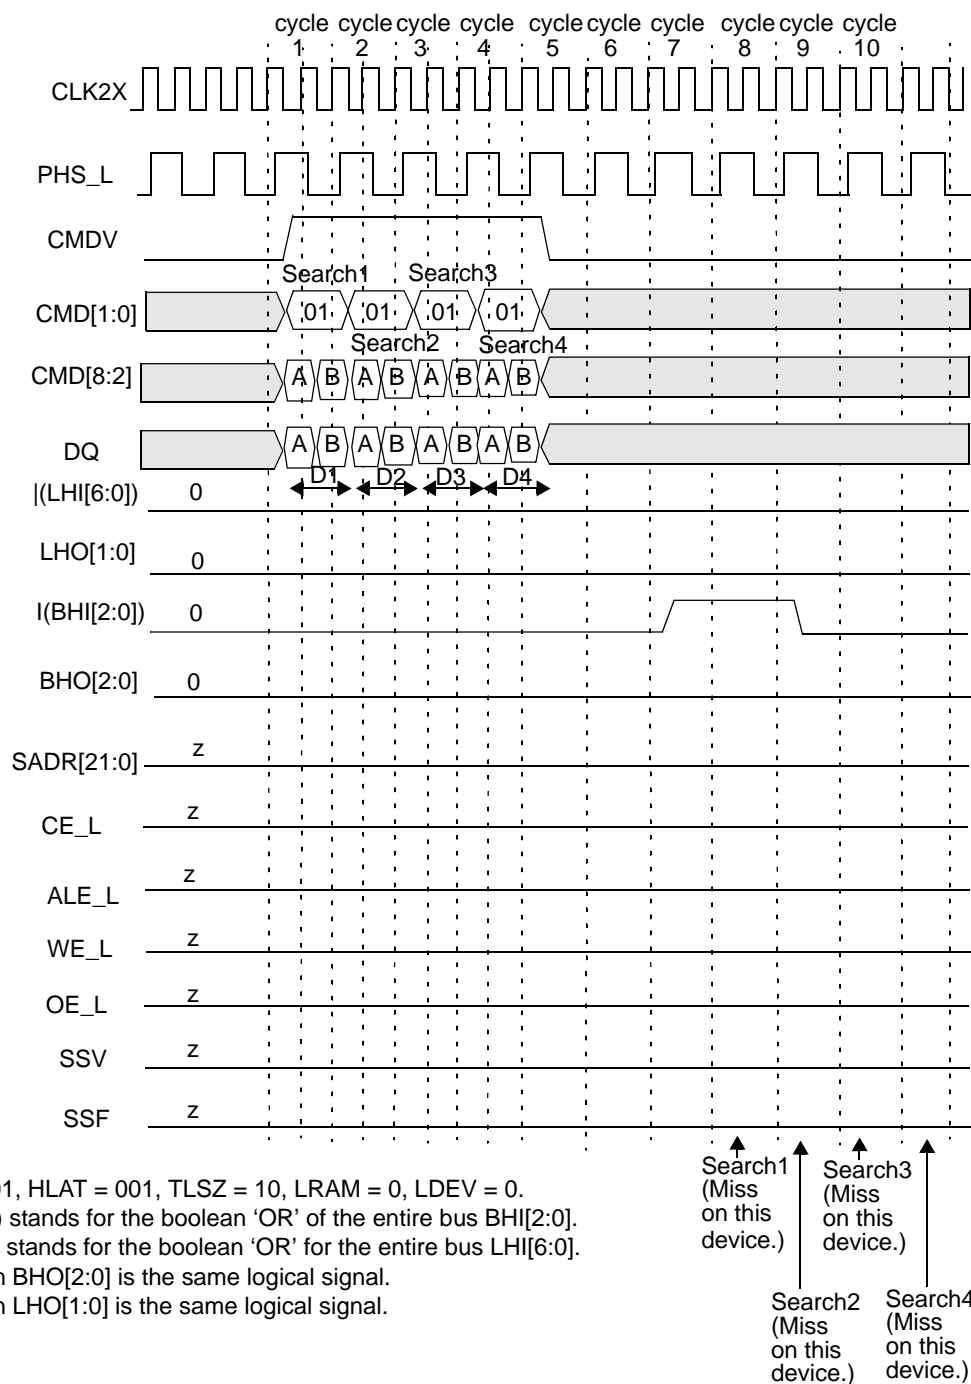 cycle cycle cycle cycle cycle cycle cycle cycle cycle cycle
1 2 3 4 5 6 7 8 9 10
CLK2X
PHS_L
CMDV
Search1 Search3
CMD[1:0] 01 01 01 01
Search2 Search4
CMD[8:2] A B A B A B A B
DQ A B A B A B A B
D1 D2 D3 D4
|(LHI[6:0]) 0
LHO[1:0] 0
I(BHI[2:0]) 0
BHO[2:0] 0
SADR[21:0] z
CE_L z
ALE_L z
WE_L z
OE_L z
SSV z
SSF z
Search1
(Miss
on this
device.)
Search3
(Miss
on this
device.)
Search2
(Miss
on this
device.)
Search4
(Miss
on this
device.)
01, HLAT = 001, TLSZ = 10, LRAM = 0, LDEV = 0.
) stands for the boolean ‘OR’ of the entire bus BHI[2:0].
stands for the boolean ‘OR’ for the entire bus LHI[6:0].
n BHO[2:0] is the same logical signal.
n LHO[1:0] is the same logical signal.